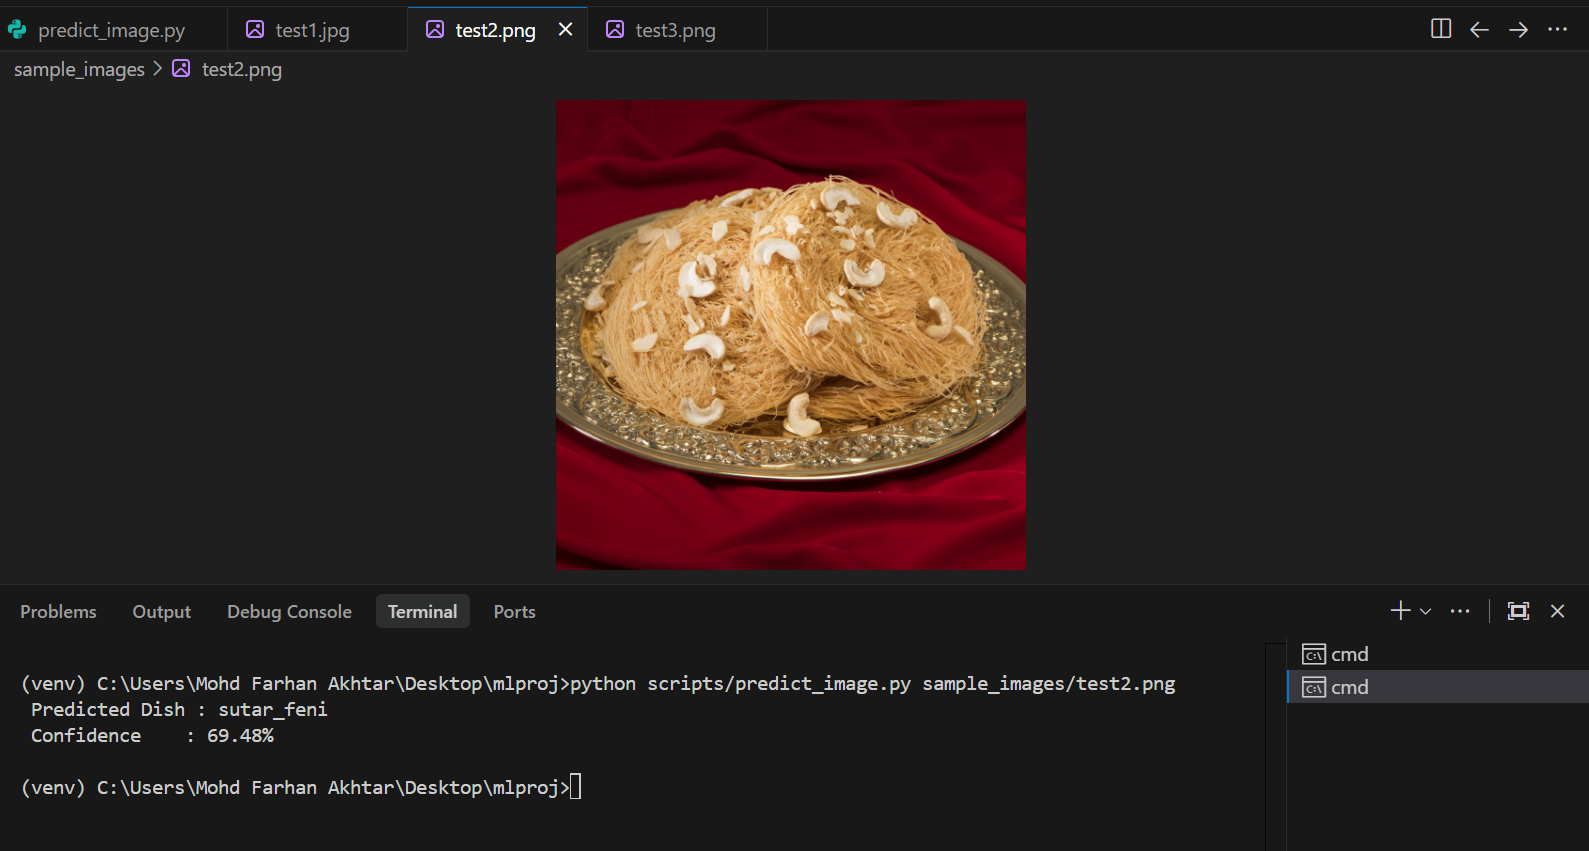 predict_image.py test1.jpg test2.png test3.png
sample_images > test2.png
Problems Output Debug Console Terminal Ports
(venv) C:\Users\Mohd Farhan Akhtar\Desktop\mlproj>python scripts/predict_image.py sample_images/test2.png
Predicted Dish : sutar_feni
Confidence    : 69.48%
(venv) C:\Users\Mohd Farhan Akhtar\Desktop\mlproj>
cmd
cmd